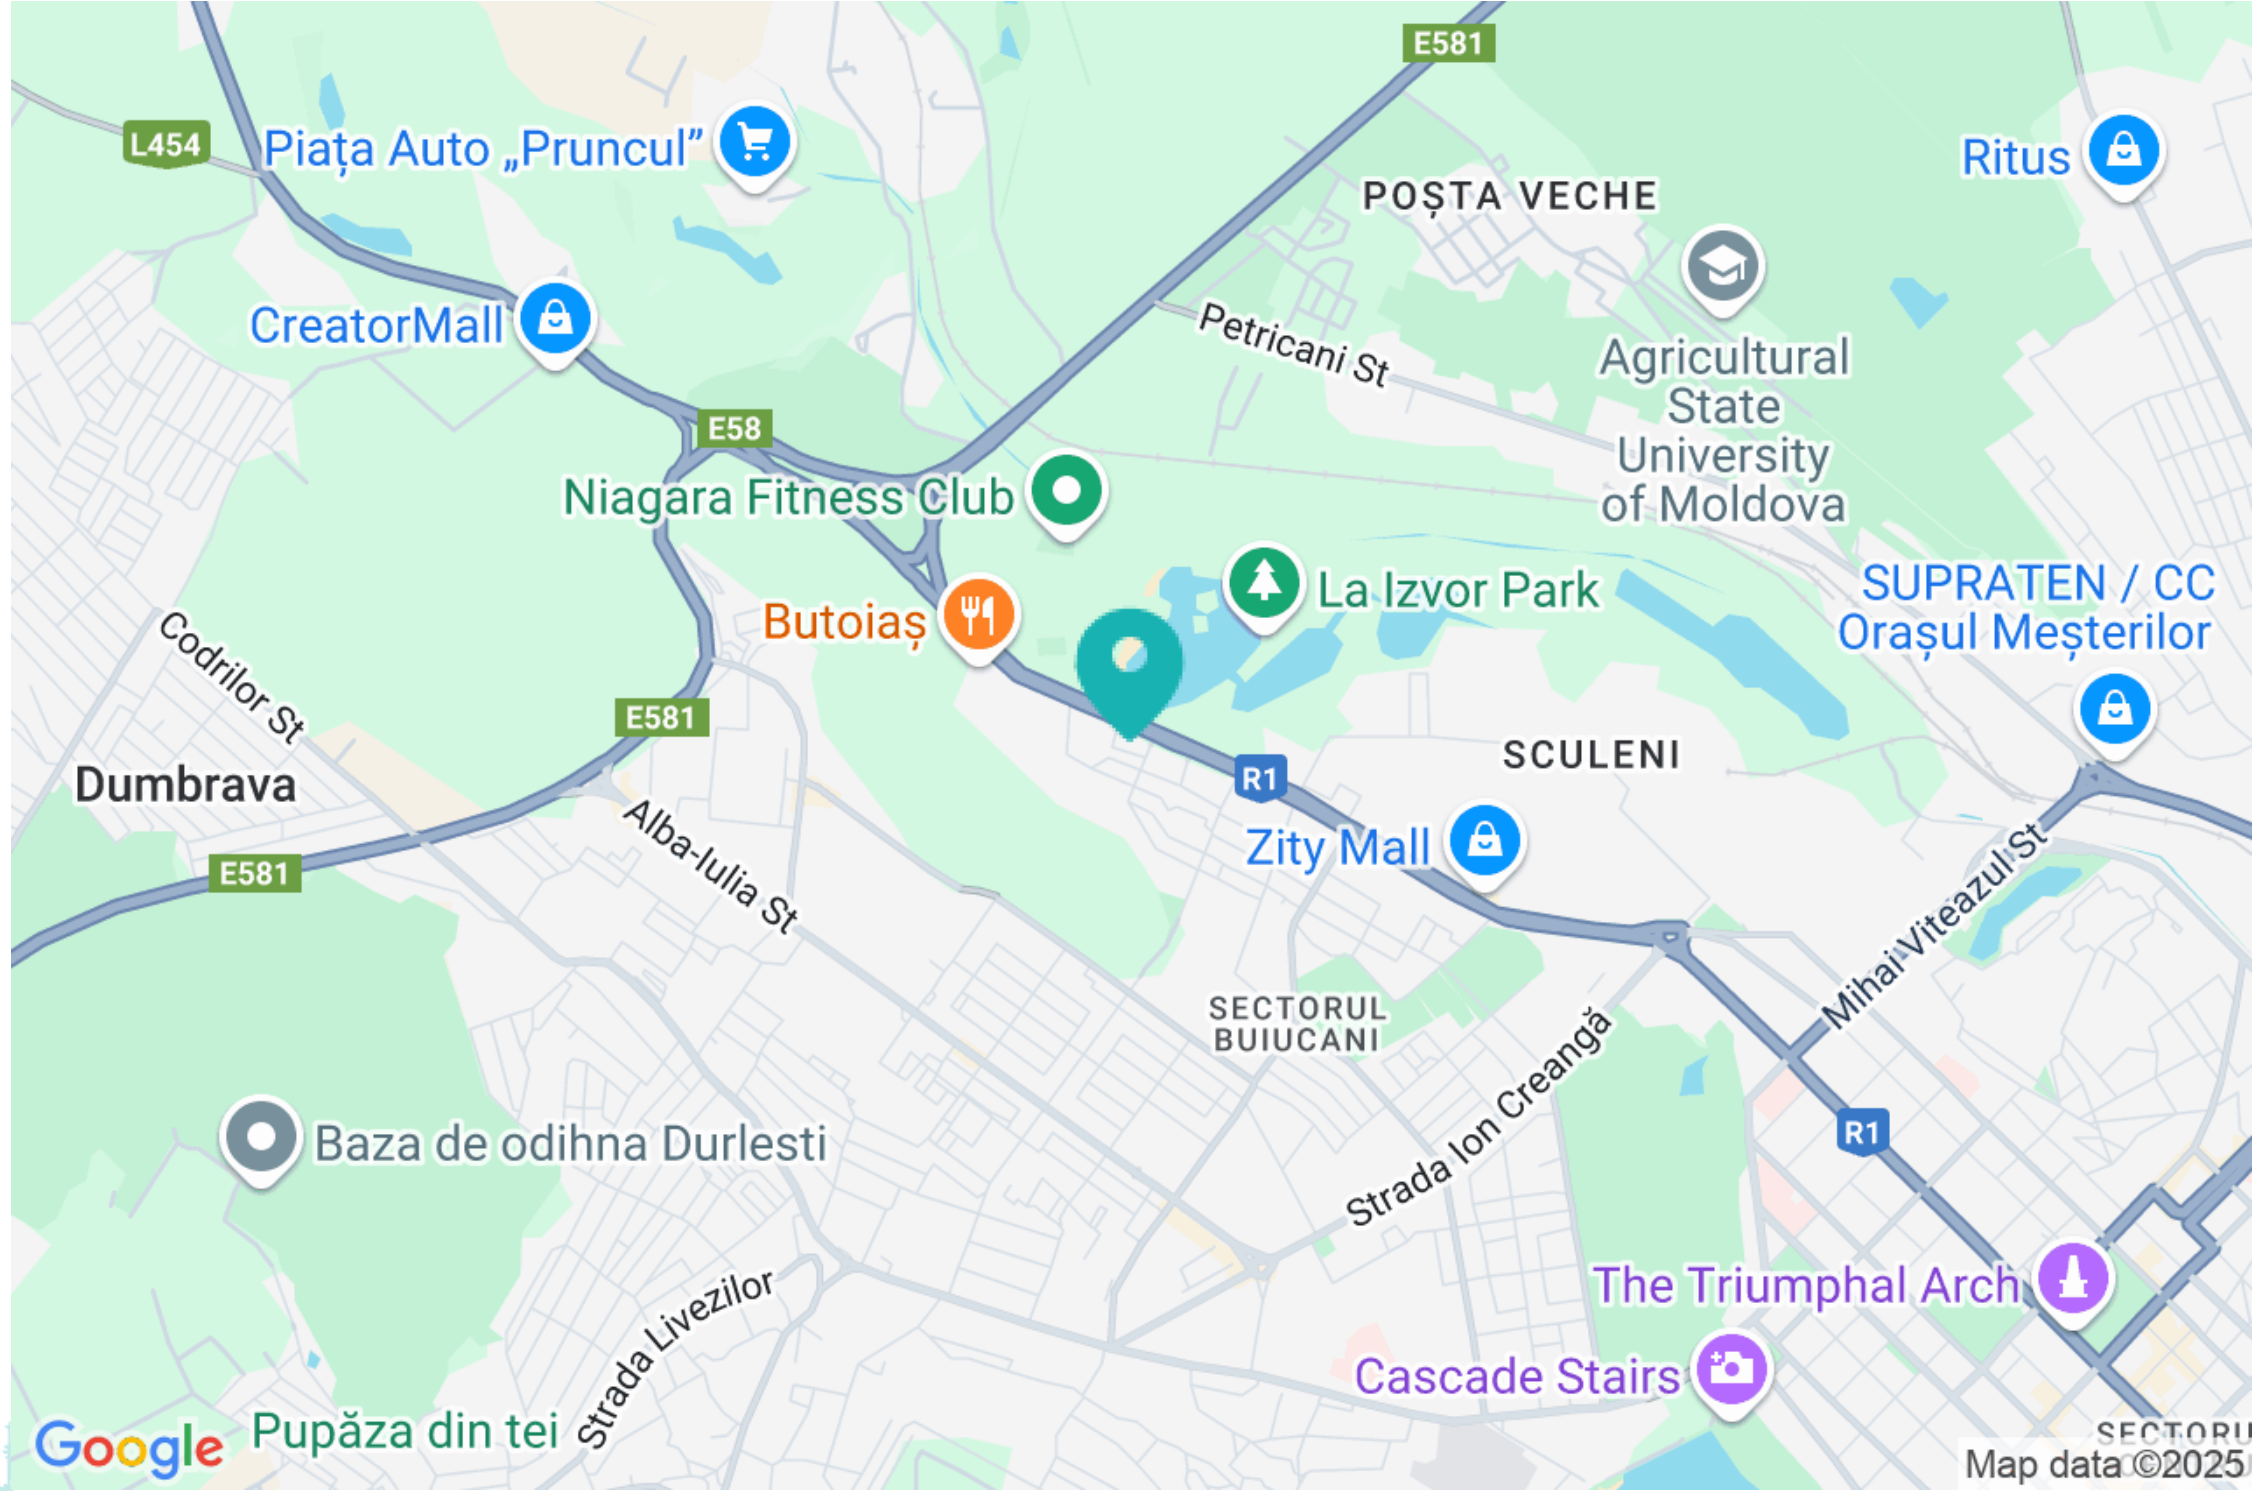 E581
L454
Piața Auto „Pruncul”
Ritus
POȘTA VECHE
CreatorMall
Petricani St
Agricultural
State
University
of Moldova
E58
Niagara Fitness Club
La Izvor Park
SUPRATEN / CC
Orașul Meșterilor
Butoiaș
Codrilor St
E581
Dumbrava
SCULENI
R1
Alba-Iulia St
Zity Mall
E581
Mihai Viteazul St
SECTORUL
BUIUCANI
Strada Ion Creangă
R1
Baza de odihna Durlesti
Strada Livezilor
The Triumphal Arch
Cascade Stairs
Pupăza din tei
Google
SECTORU
Map data ©2025